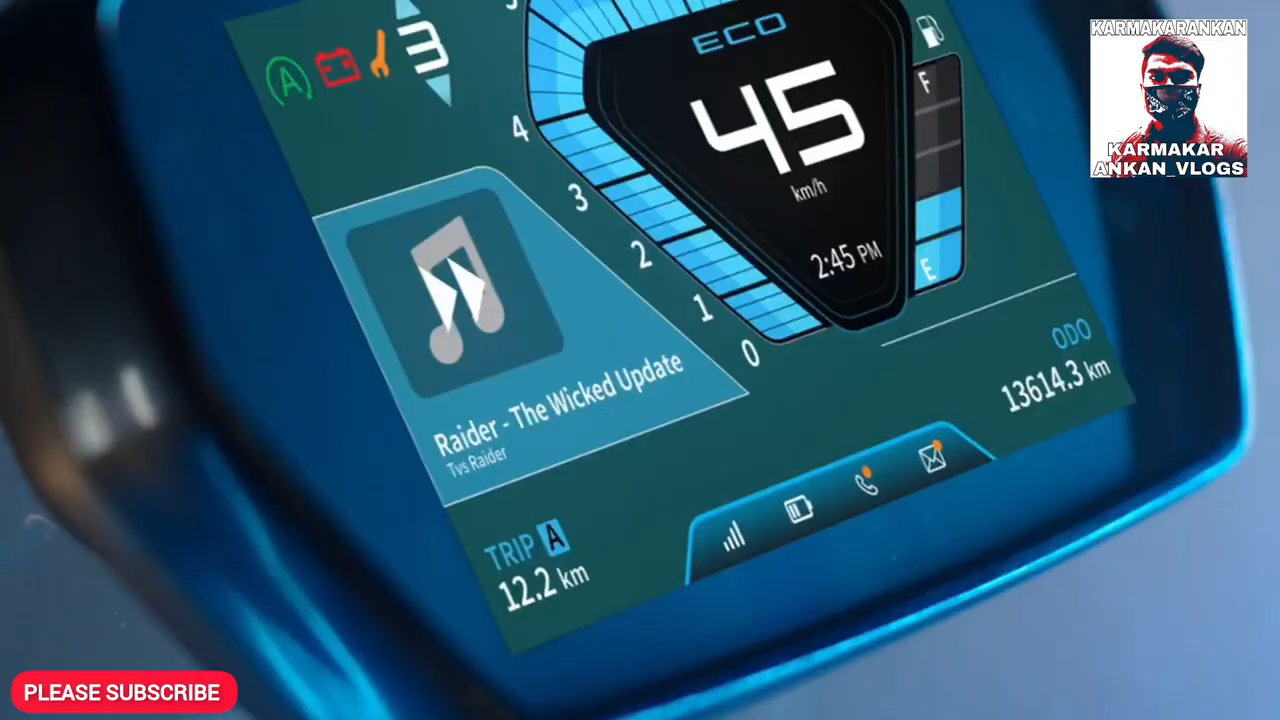 KARMAKARANKAN
KARMAKAR
ANKAN_VLOGS
A
3
ECO
45
km/h
2:45 PM
F
E
4
3
2
1
0
Raider - The Wicked Update
Tvs Raider
ODO
13614.3 km
TRIP A
12.2 km
PLEASE SUBSCRIBE